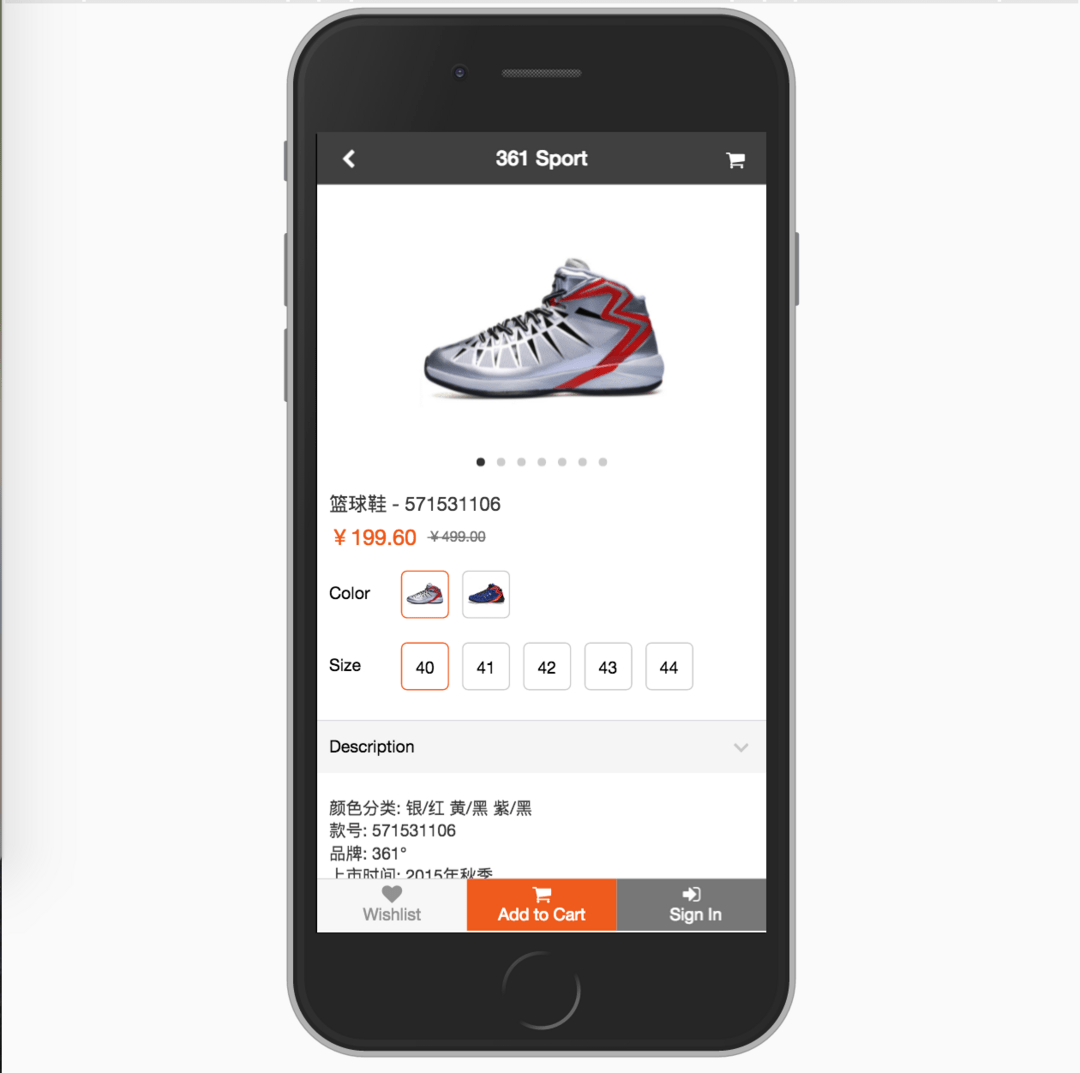 361 Sport
篮球鞋 - 571531106
￥199.60 ￥499.00
Color
Size 40 41 42 43 44
Description
颜色分类: 银/红 黄/黑 紫/黑
款号: 571531106
品牌: 361°
上市时间: 2015年秋季
Wishlist Add to Cart Sign In